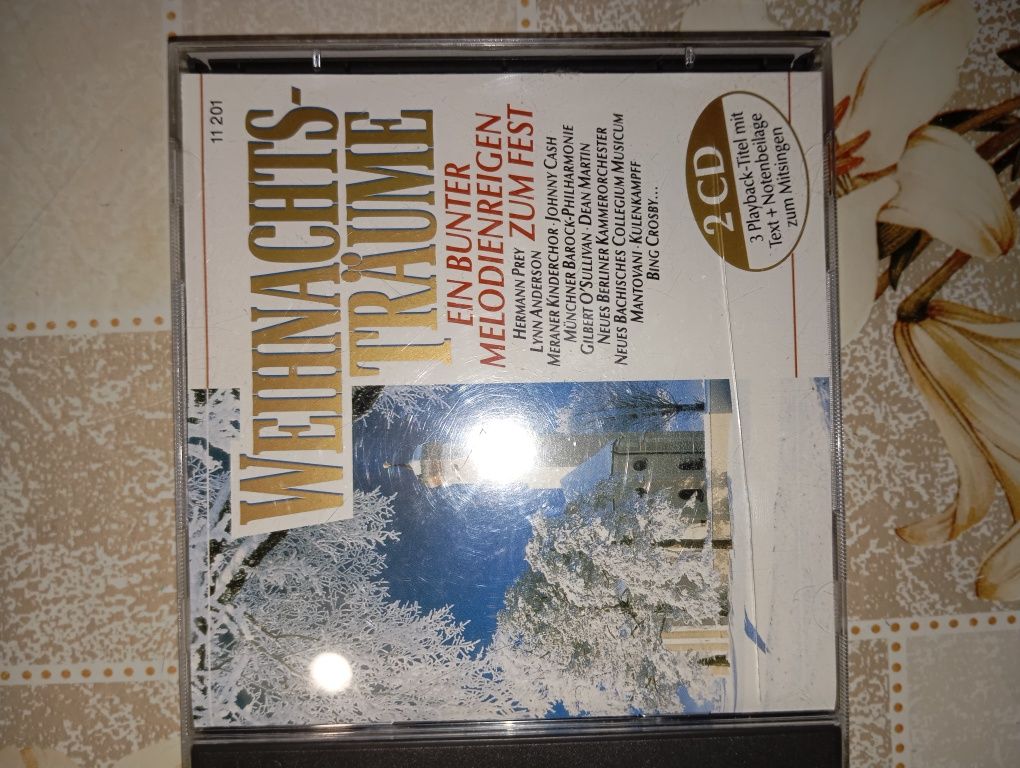 11 201
WEIHNACHTS-
TRÄUME
EIN BUNTER
MELODIENREIGEN
ZUM FEST
HERMANN PREY
LYNN ANDERSON
MERANER KINDERCHOR · JOHNNY CASH
MÜNCHNER BAROCK-PHILHARMONIE
GILBERT O'SULLIVAN · DEAN MARTIN
NEUES BERLINER KAMMERORCHESTER
NEUES BACHISCHES COLLEGIUM MUSICUM
MANTOVANI · KULENKAMPFF
BING CROSBY...
2 CD
3 Playback-Titel mit
Text + Notenbeilage
zum Mitsingen